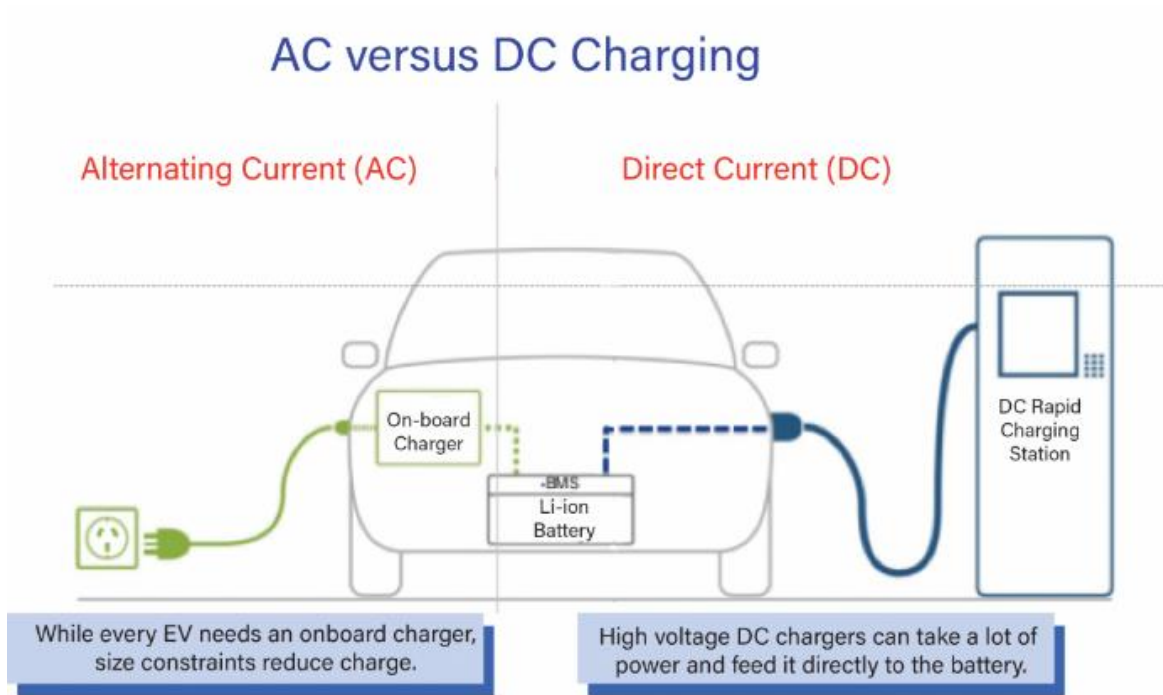 AC versus DC Charging
Alternating Current (AC)
Direct Current (DC)
On-board
Charger
-BMS
Li-ion
Battery
DC Rapid
Charging
Station
While every EV needs an onboard charger,
size constraints reduce charge.
High voltage DC chargers can take a lot of
power and feed it directly to the battery.